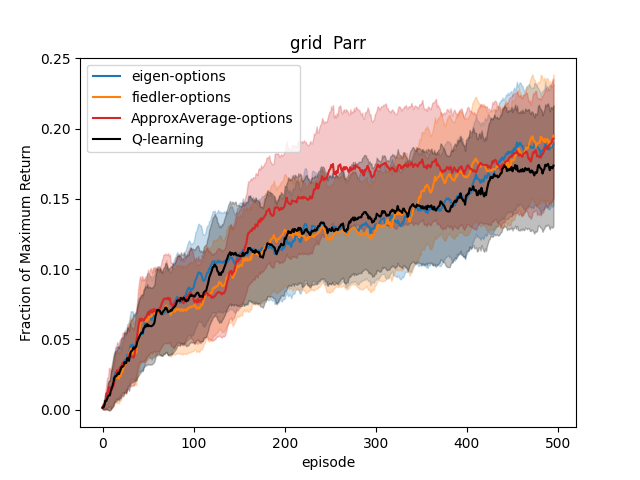 grid  Parr
0.25
0.20
0.15
0.10
0.05
0.00
Fraction of Maximum Return
eigen-options
fiedler-options
ApproxAverage-options
Q-learning
0
100
200
300
400
500
episode